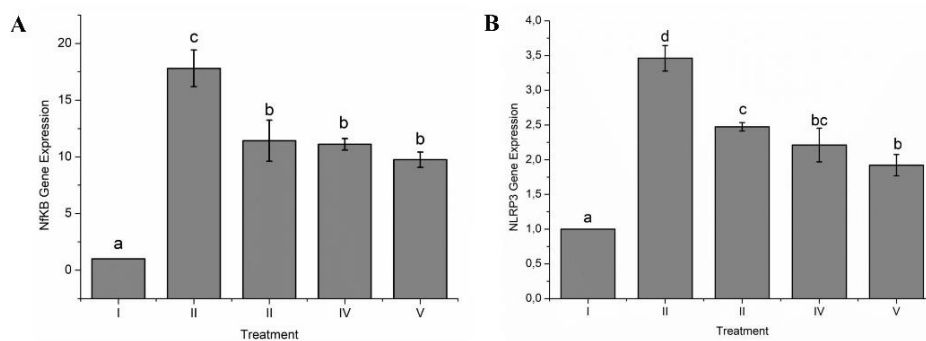 A
NfKB Gene Expression
20
15
10
5
0
a
c
b
b
b
I
II
II
IV
V
Treatment
B
NLRP3 Gene Expression
4,0
3,5
3,0
2,5
2,0
1,5
1,0
0,5
0,0
a
d
c
bc
b
I
II
II
IV
V
Treatment